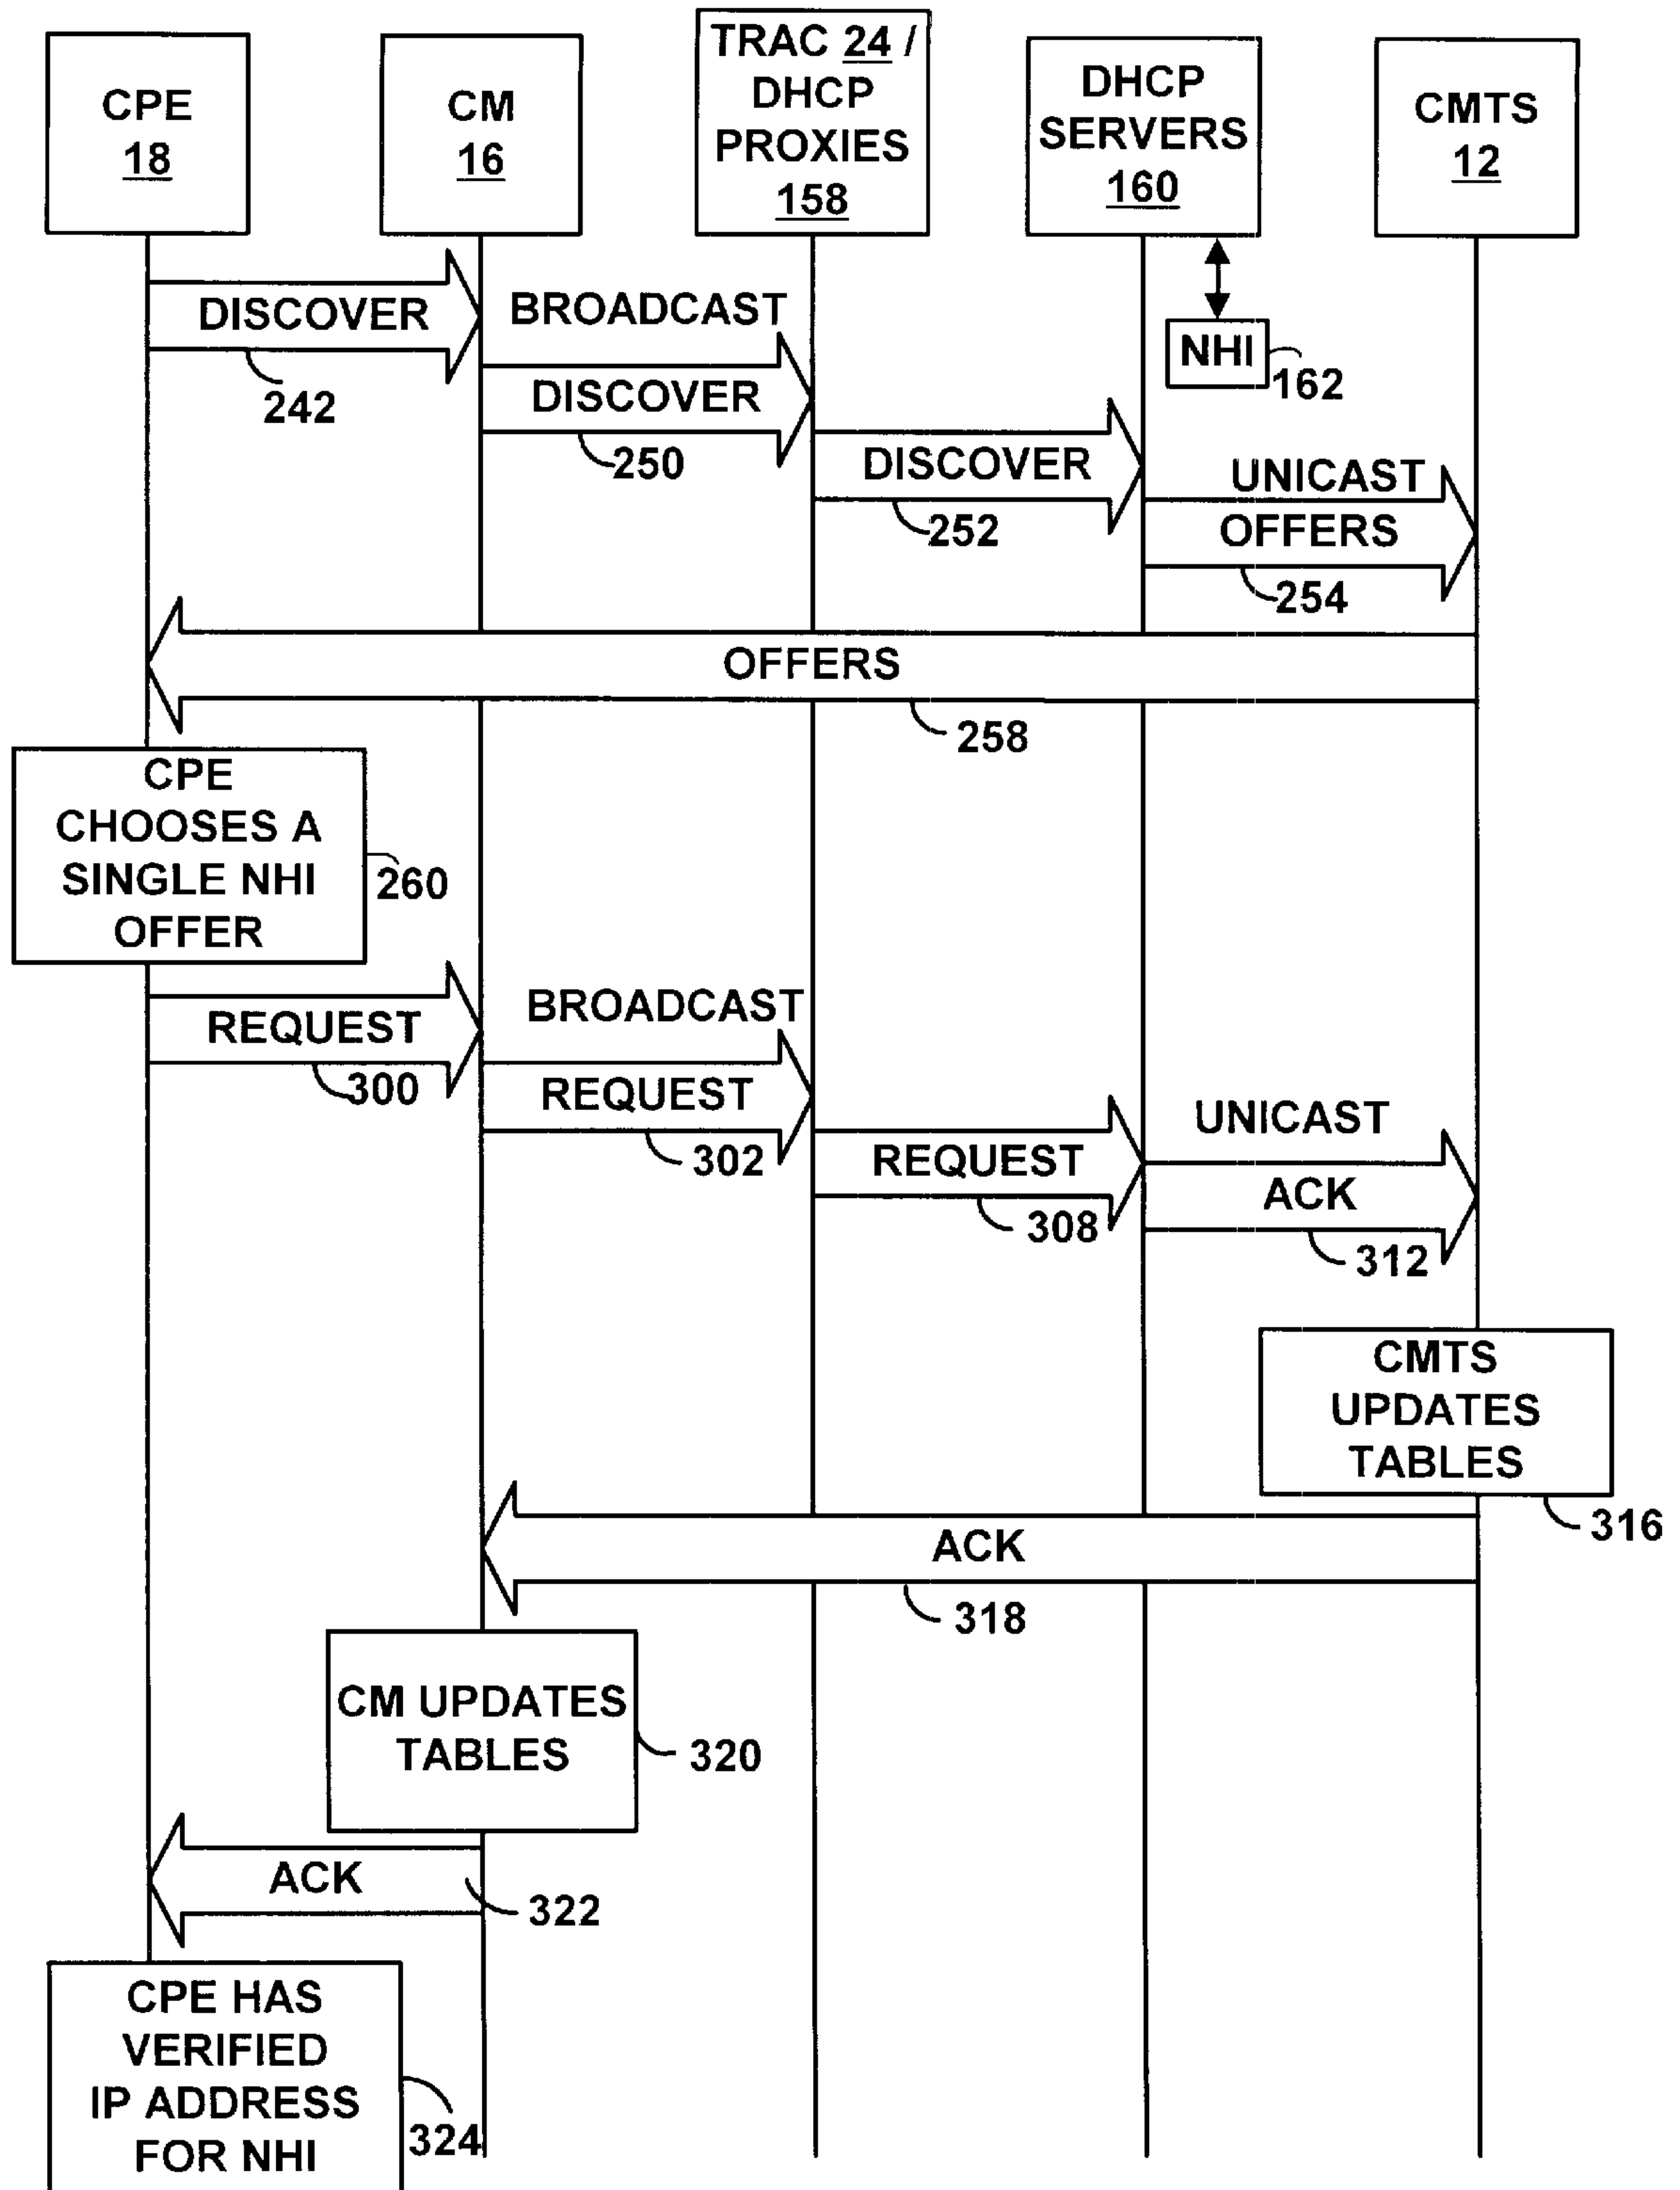 CPE
18
CM
16
TRAC 24 /
DHCP
PROXIES
158
DHCP
SERVERS
160
CMTS
12
DISCOVER
242
BROADCAST
DISCOVER
250
NHI
162
DISCOVER
252
UNICAST
OFFERS
254
OFFERS
258
CPE
CHOOSES A
SINGLE NHI
OFFER
260
REQUEST
300
BROADCAST
REQUEST
302
REQUEST
308
UNICAST
ACK
312
CMTS
UPDATES
TABLES
316
ACK
318
CM UPDATES
TABLES
320
ACK
322
CPE HAS
VERIFIED
IP ADDRESS
FOR NHI
324